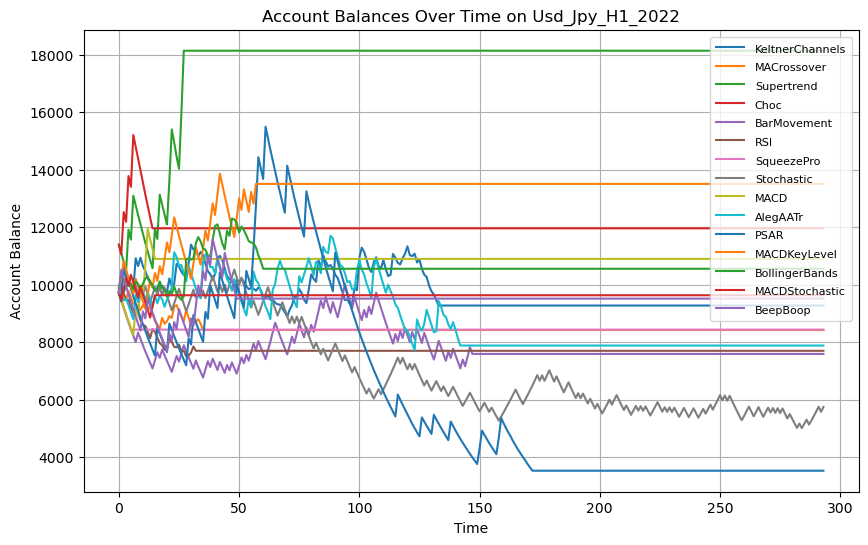 Account Balances Over Time on Usd_Jpy_H1_2022
Account Balance
18000
16000
14000
12000
10000
8000
6000
4000
KeltnerChannels
MACrossover
Supertrend
Choc
BarMovement
RSI
SqueezePro
Stochastic
MACD
AlegAATr
PSAR
MACDKeyLevel
BollingerBands
MACDStochastic
BeepBoop
0 50 100 150 200 250 300
Time